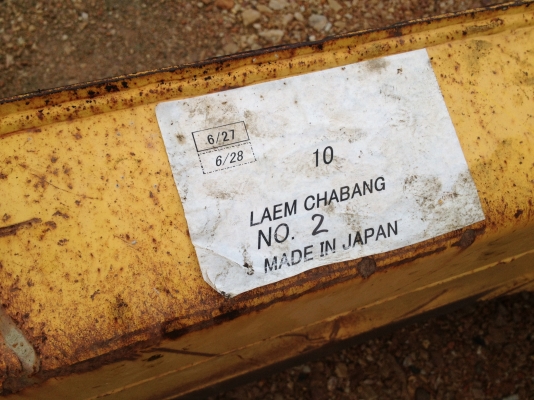 6/27
6/28
10
LAEM CHABANG
NO. 2
MADE IN JAPAN